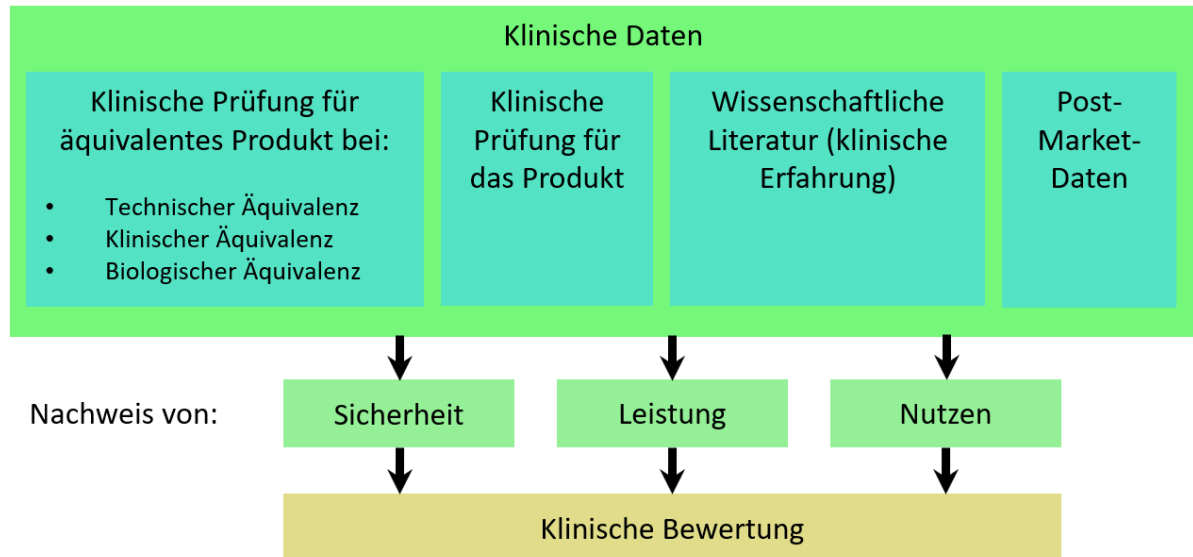 Klinische Daten
Klinische Prüfung für
äquivalentes Produkt bei:
• Technischer Äquivalenz
• Klinischer Äquivalenz
• Biologischer Äquivalenz
Klinische
Prüfung für
das Produkt
Wissenschaftliche
Literatur (klinische
Erfahrung)
Post-
Market-
Daten
Nachweis von:
Sicherheit
Leistung
Nutzen
Klinische Bewertung